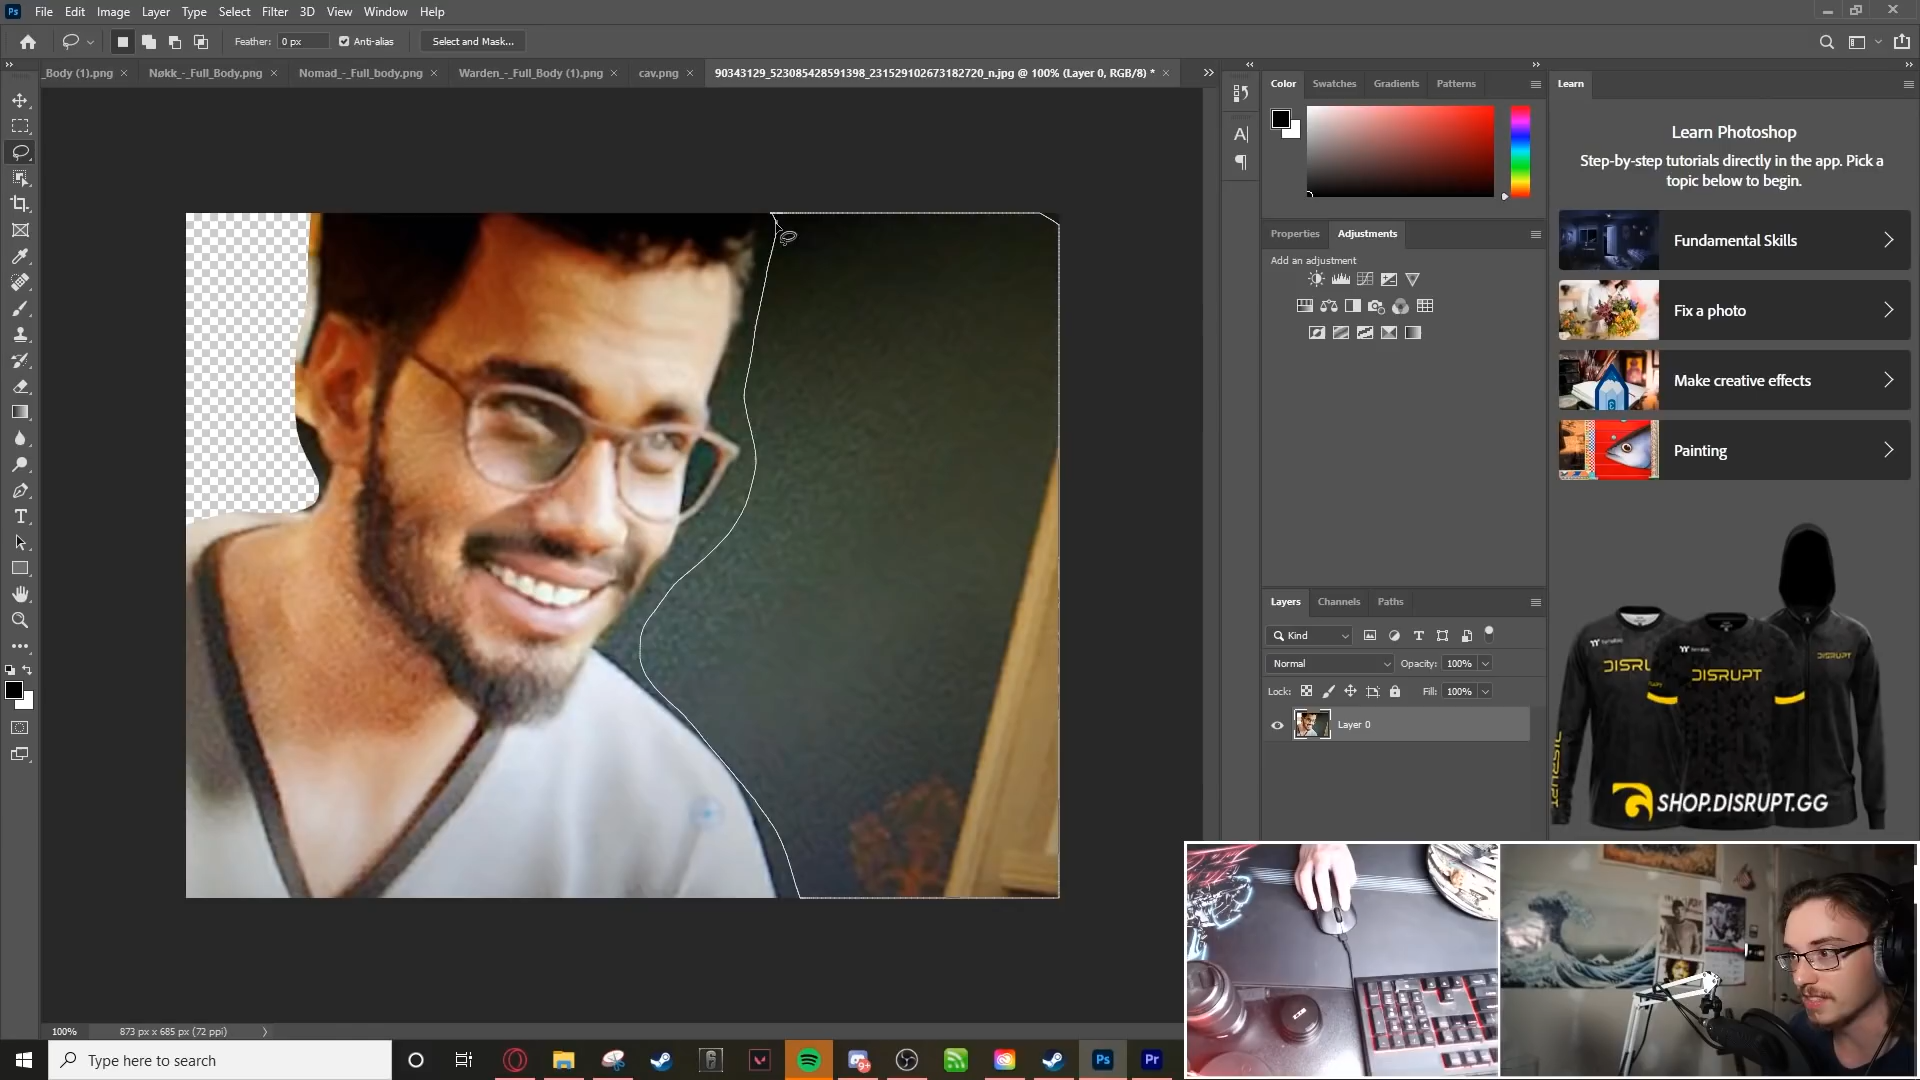 Ps File Edit Image Layer Type Select Filter 3D View Window Help
Feather: 0 px Anti-alias Select and Mask...
_Body (1).png × Nøkk_-_Full_Body.png × Nomad_-_Full_body.png × Warden_-_Full_Body (1).png × cav.png × 90343129_523085428591398_231529102673182720_n.jpg @ 100% (Layer 0, RGB/8) * ×
Color Swatches Gradients Patterns
Learn
Learn Photoshop
Step-by-step tutorials directly in the app. Pick a
topic below to begin.
Fundamental Skills
Fix a photo
Make creative effects
Painting
Properties Adjustments
Add an adjustment
Layers Channels Paths
Kind
Normal Opacity: 100%
Lock: Fill: 100%
Layer 0
DISRUPT
DISRUPT
SHOP.DISRUPT.GG
100% 873 px x 685 px (72 ppi)
Type here to search
Ps Pr